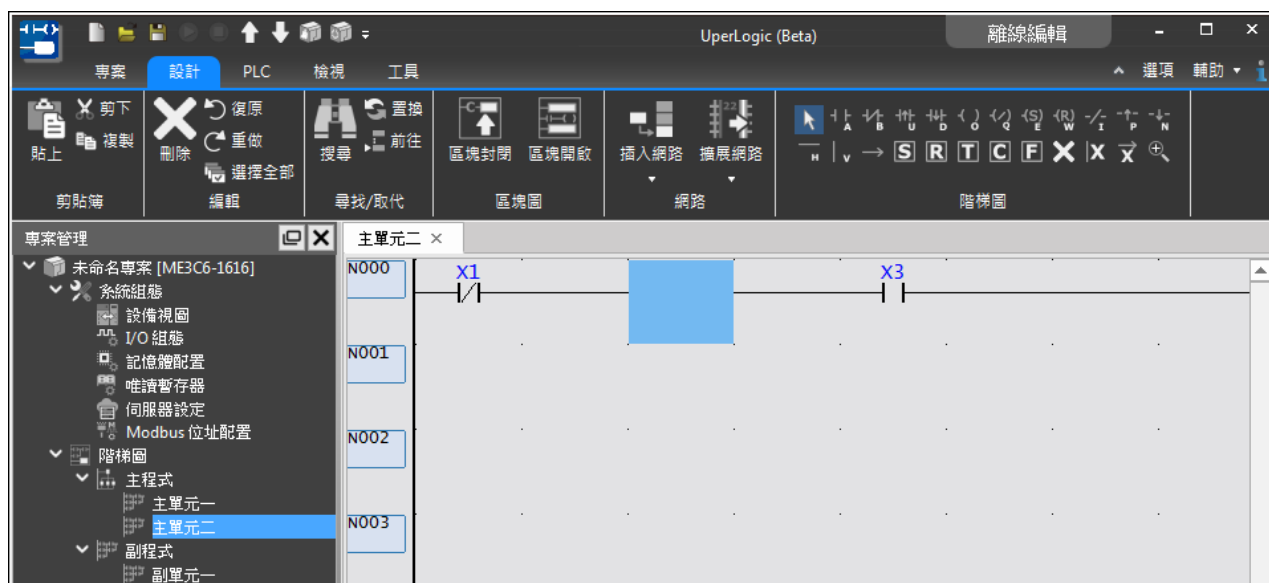 UperLogic (Beta)
離線編輯
專案 設計 PLC 檢視 工具
選項 輔助
貼上
剪下
複製
刪除
復原
重做
選擇全部
搜尋
置換
前往
區塊封閉
區塊開啟
插入網路
擴展網路
A B U D O Q E W I P N
H V S R T C F X X X
剪貼簿 編輯 尋找/取代 區塊圖 網路 階梯圖
專案管理
主單元二
未命名專案 [ME3C6-1616]
系統組態
設備視圖
I/O 組態
記憶體配置
唯讀暫存器
伺服器設定
Modbus 位址配置
階梯圖
主程式
主單元一
主單元二
副程式
副單元一
N000
X1
X3
N001
N002
N003